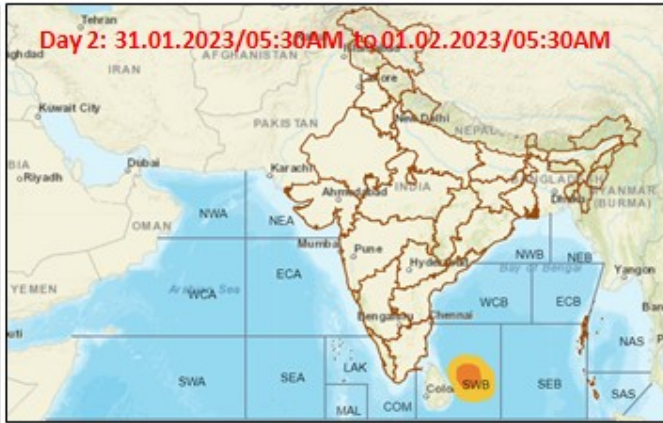 Tehran
Day 2: 31.01.2023/05:30AM to 01.02.2023/05:30AM
AFGHANISTAN
IRAN
Lahore
Kuwait City
New Delhi
PAKISTAN
NEPAL
Riyadh
Dubai
Karachi
Ahmedabad
INDIA
BANGLADESH
Dhaka
MYANMAR
(BURMA)
OMAN
NWA
NEA
Mumbai
Pune
Hyderabad
NWB
NEB
Bay of Bengal
Yangon
YEMEN
Arabian Sea
WCA
ECA
WCB
ECB
Bengaluru
Chennai
NAS
SWA
SEA
LAK
SWB
SEB
SAS
MAL
COM